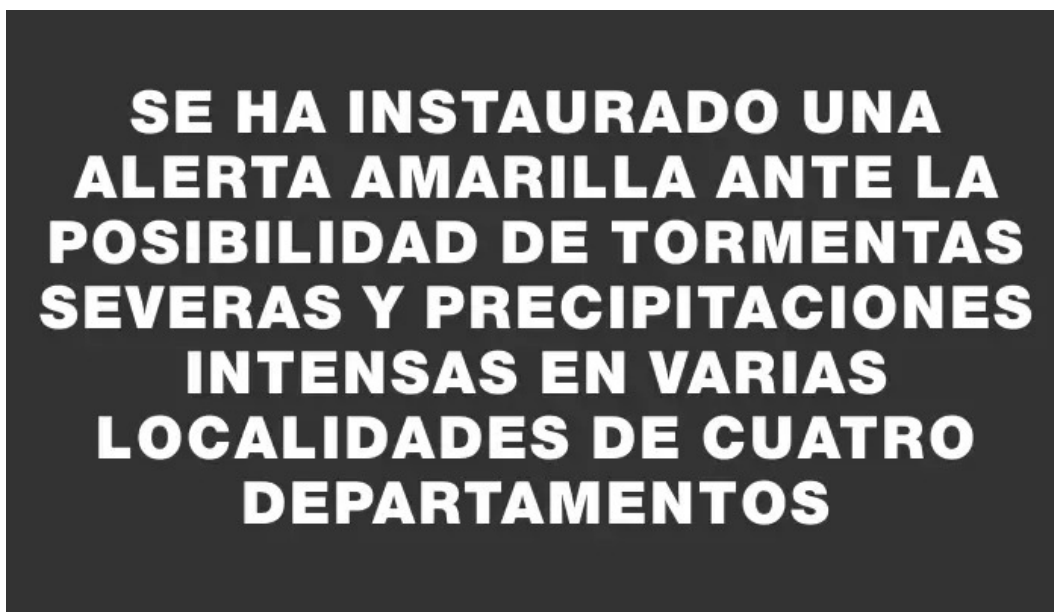 SE HA INSTAURADO UNA
ALERTA AMARILLA ANTE LA
POSIBILIDAD DE TORMENTAS
SEVERAS Y PRECIPITACIONES
INTENSAS EN VARIAS
LOCALIDADES DE CUATRO
DEPARTAMENTOS